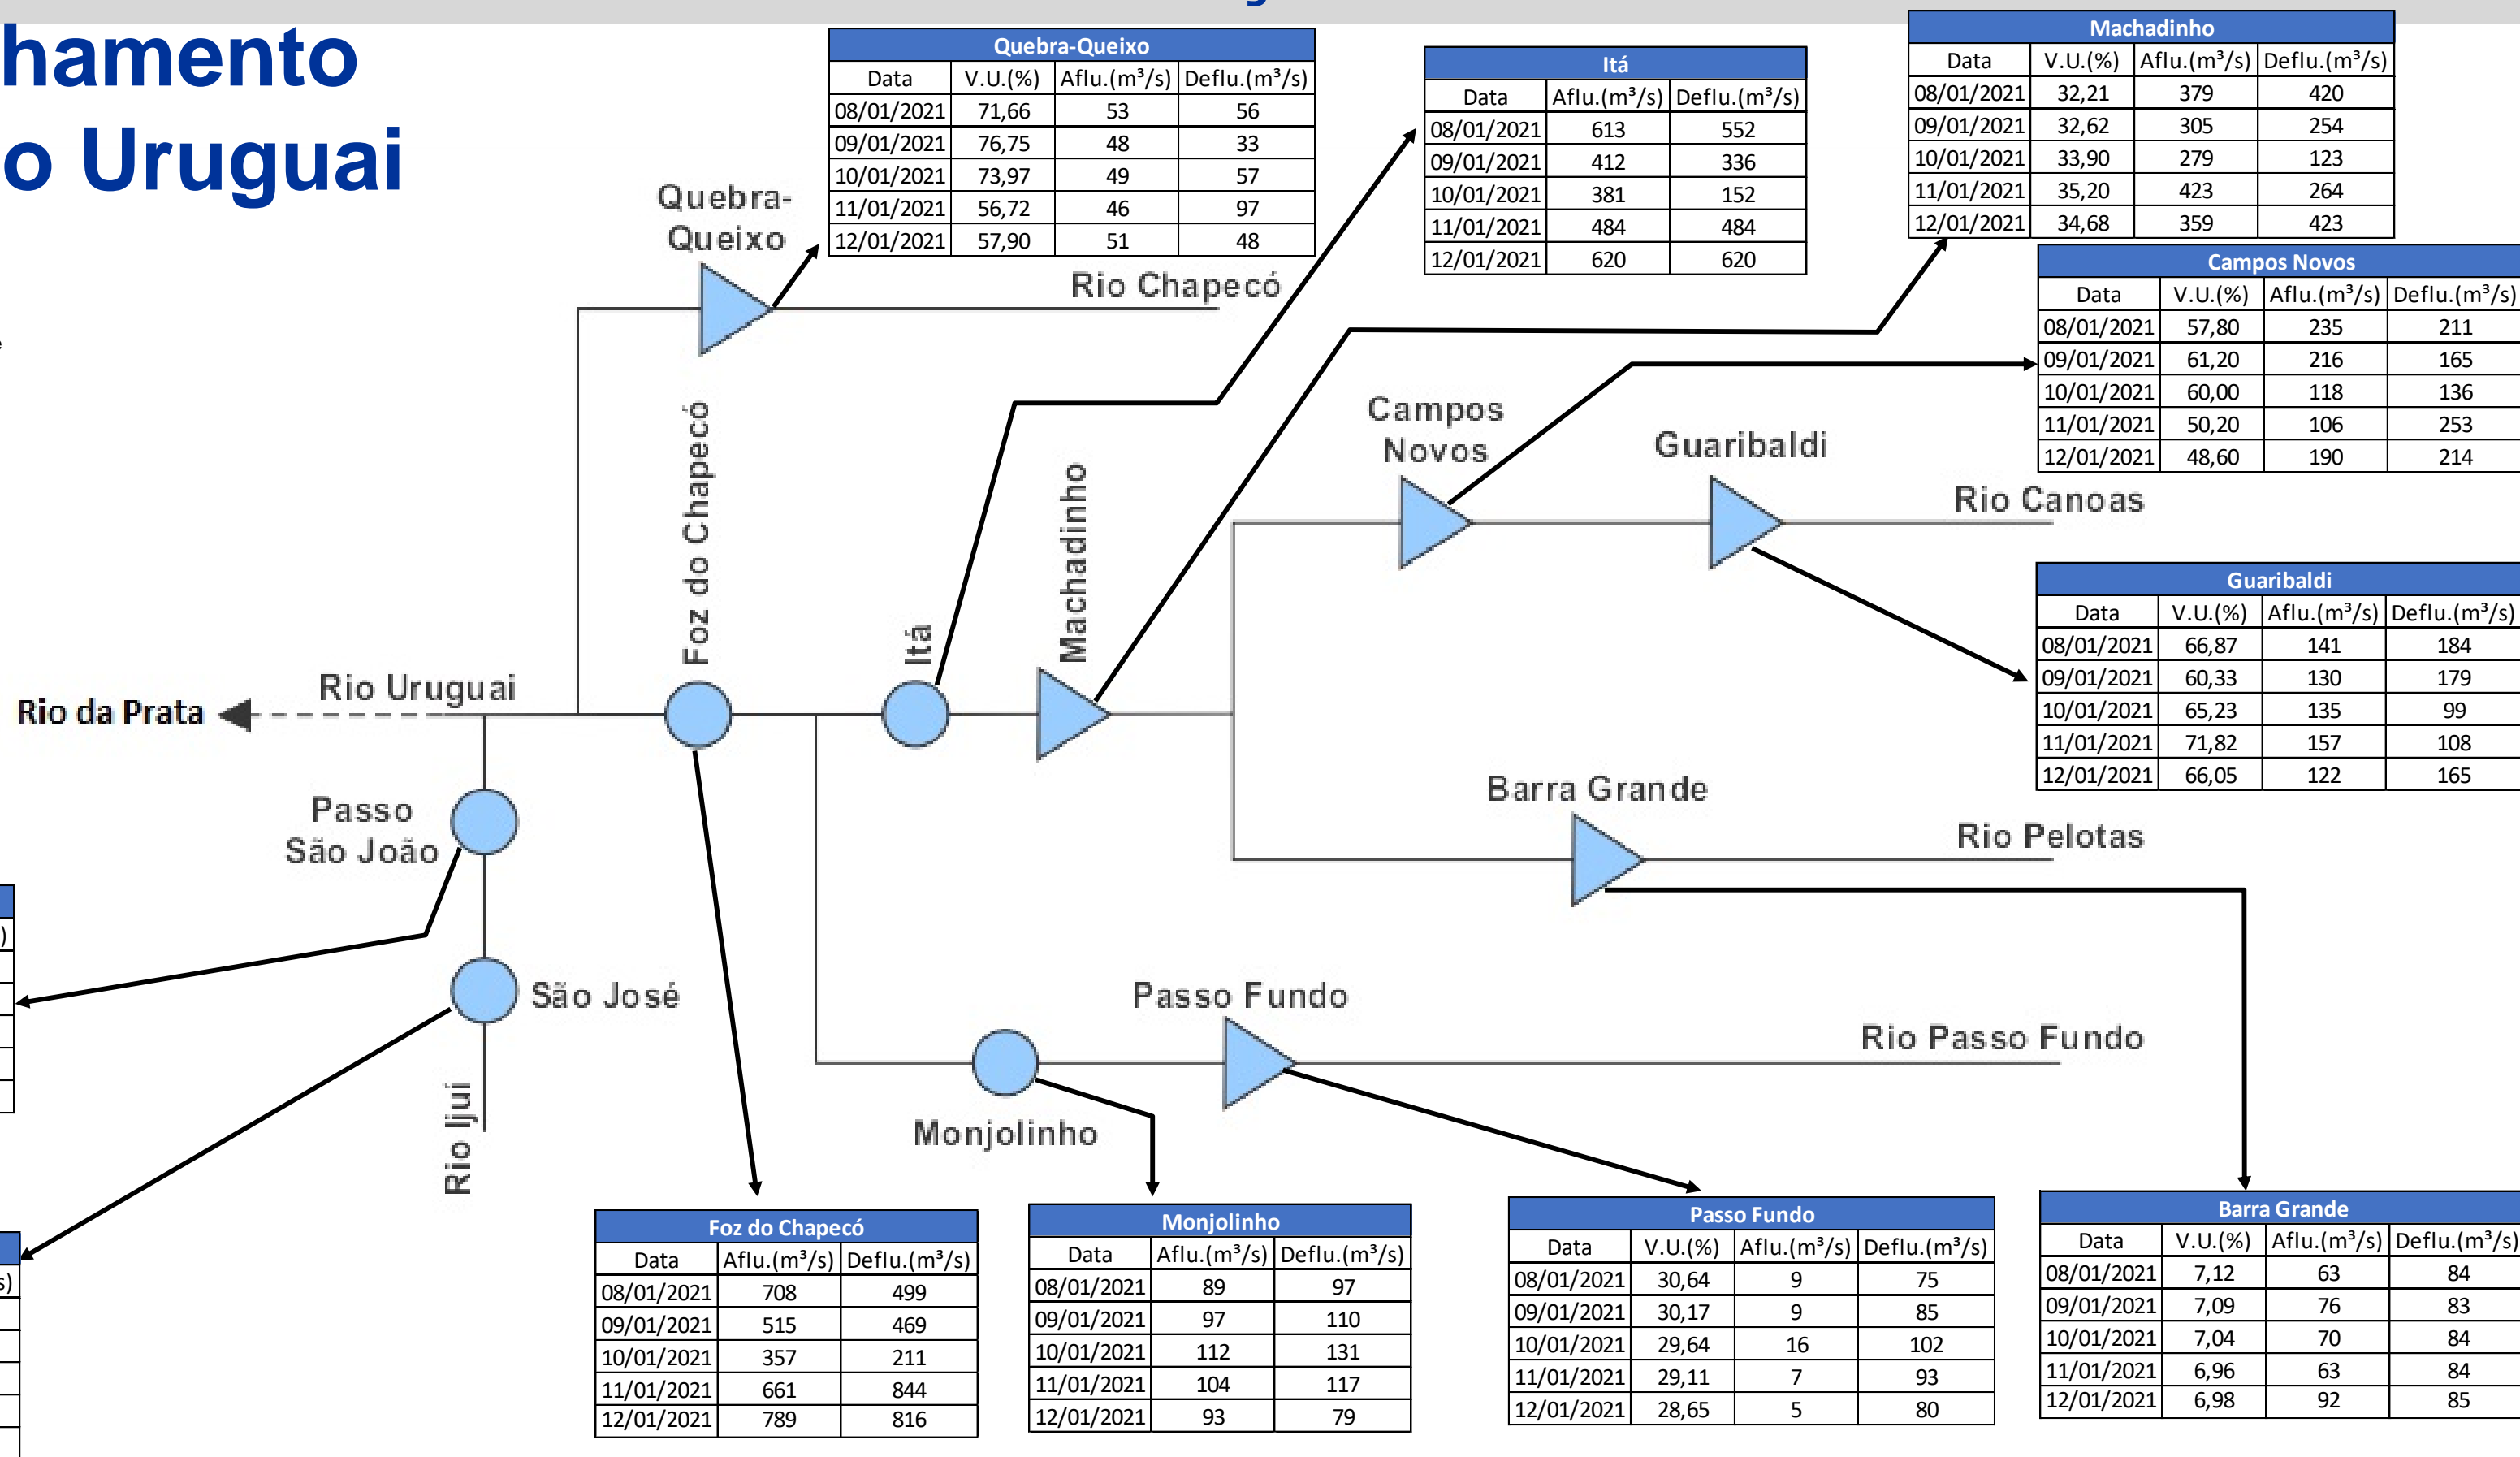 hamento
o Uruguai
Quebra-Queixo
Data V.U.(%) Aflu.(m³/s) Deflu.(m³/s)
08/01/2021 71,66 53 56
09/01/2021 76,75 48 33
10/01/2021 73,97 49 57
11/01/2021 56,72 46 97
12/01/2021 57,90 51 48
Itá
Data Aflu.(m³/s) Deflu.(m³/s)
08/01/2021 613 552
09/01/2021 412 336
10/01/2021 381 152
11/01/2021 484 484
12/01/2021 620 620
Machadinho
Data V.U.(%) Aflu.(m³/s) Deflu.(m³/s)
08/01/2021 32,21 379 420
09/01/2021 32,62 305 254
10/01/2021 33,90 279 123
11/01/2021 35,20 423 264
12/01/2021 34,68 359 423
Campos Novos
Data V.U.(%) Aflu.(m³/s) Deflu.(m³/s)
08/01/2021 57,80 235 211
09/01/2021 61,20 216 165
10/01/2021 60,00 118 136
11/01/2021 50,20 106 253
12/01/2021 48,60 190 214
Quebra-
Queixo
Rio Chapecó
Foz do Chapecó
Itá
Machadinho
Campos
Novos
Guaribaldi
Rio Canoas
Guaribaldi
Data V.U.(%) Aflu.(m³/s) Deflu.(m³/s)
08/01/2021 66,87 141 184
09/01/2021 60,33 130 179
10/01/2021 65,23 135 99
11/01/2021 71,82 157 108
12/01/2021 66,05 122 165
Rio da Prata
Rio Uruguai
Passo
São João
Barra Grande
Rio Pelotas
São José
Passo Fundo
Rio Passo Fundo
Monjolinho
Rio Ijui
Foz do Chapecó
Data Aflu.(m³/s) Deflu.(m³/s)
08/01/2021 708 499
09/01/2021 515 469
10/01/2021 357 211
11/01/2021 661 844
12/01/2021 789 816
Monjolinho
Data Aflu.(m³/s) Deflu.(m³/s)
08/01/2021 89 97
09/01/2021 97 110
10/01/2021 112 131
11/01/2021 104 117
12/01/2021 93 79
Passo Fundo
Data V.U.(%) Aflu.(m³/s) Deflu.(m³/s)
08/01/2021 30,64 9 75
09/01/2021 30,17 9 85
10/01/2021 29,64 16 102
11/01/2021 29,11 7 93
12/01/2021 28,65 5 80
Barra Grande
Data V.U.(%) Aflu.(m³/s) Deflu.(m³/s)
08/01/2021 7,12 63 84
09/01/2021 7,09 76 83
10/01/2021 7,04 70 84
11/01/2021 6,96 63 84
12/01/2021 6,98 92 85